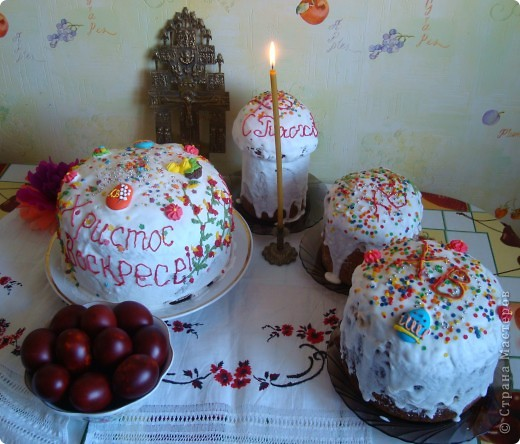 Христос
Воскресе!
С Пасхой
ХВ
ХВ
© Страна Мастеров